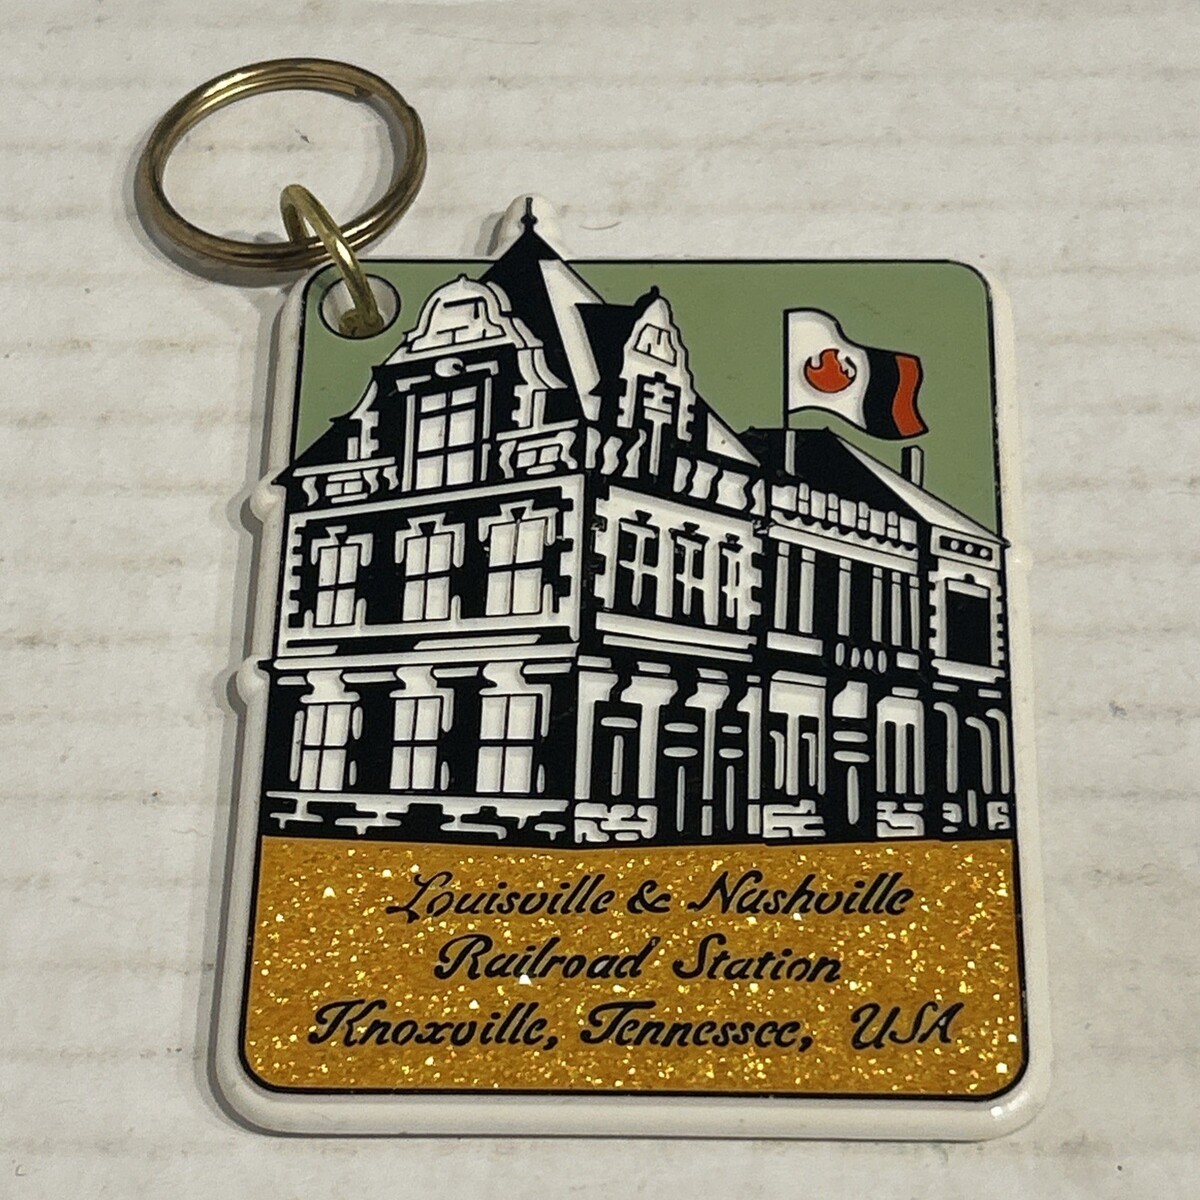 Louisville & Nashville
Railroad Station
Knoxville, Tennessee, USA